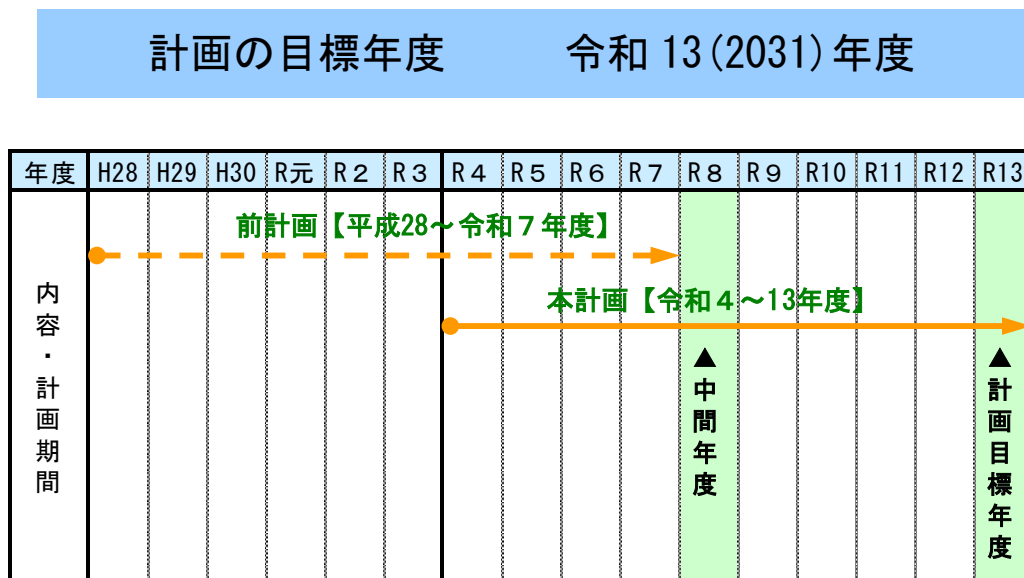 計画の目標年度　　　令和 13(2031)年度
年度 H28 H29 H30 R元 R２ R３ R４ R５ R６ R７ R８ R９ R10 R11 R12 R13
前計画【平成28～令和７年度】
本計画【令和４～13年度】
内容・計画期間
▲中間年度
▲計画目標年度